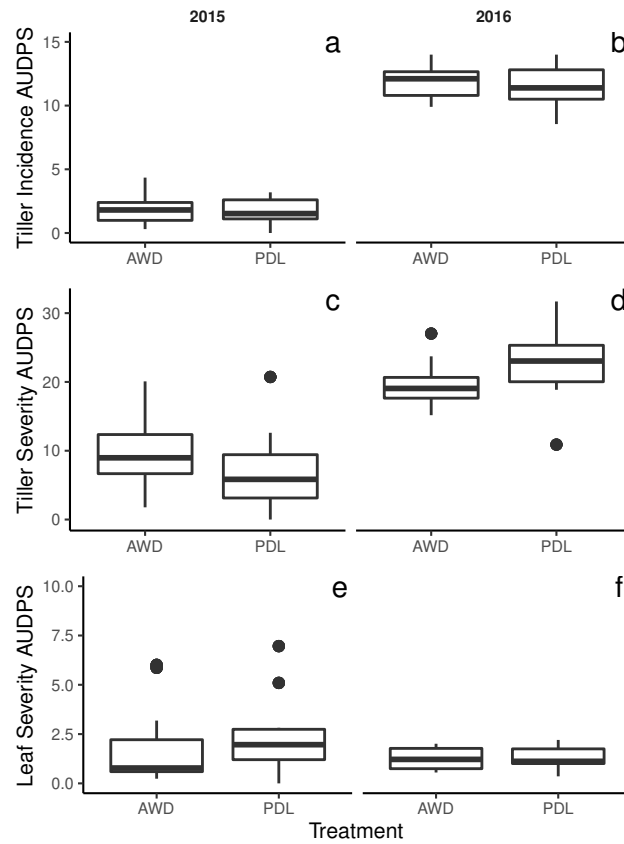 2015 2016
a b
Tiller Incidence AUDPS
15
10
5
0
AWD PDL AWD PDL
c d
Tiller Severity AUDPS
30
20
10
0
AWD PDL AWD PDL
e f
Leaf Severity AUDPS
10.0
7.5
5.0
2.5
0.0
AWD PDL AWD PDL
Treatment